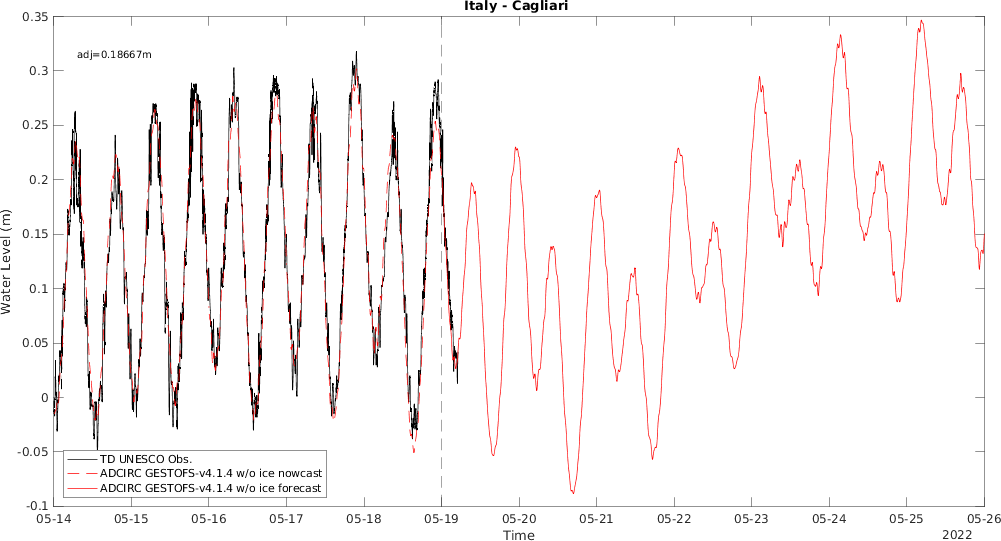 Italy - Cagliari
0.35
adj=0.18667m
0.3
0.25
0.2
0.15
0.1
0.05
0
-0.05
-0.1
Water Level (m)
TD UNESCO Obs.
ADCIRC GESTOFS-v4.1.4 w/o ice nowcast
ADCIRC GESTOFS-v4.1.4 w/o ice forecast
05-14 05-15 05-16 05-17 05-18 05-19 05-20 05-21 05-22 05-23 05-24 05-25 05-26
Time
2022